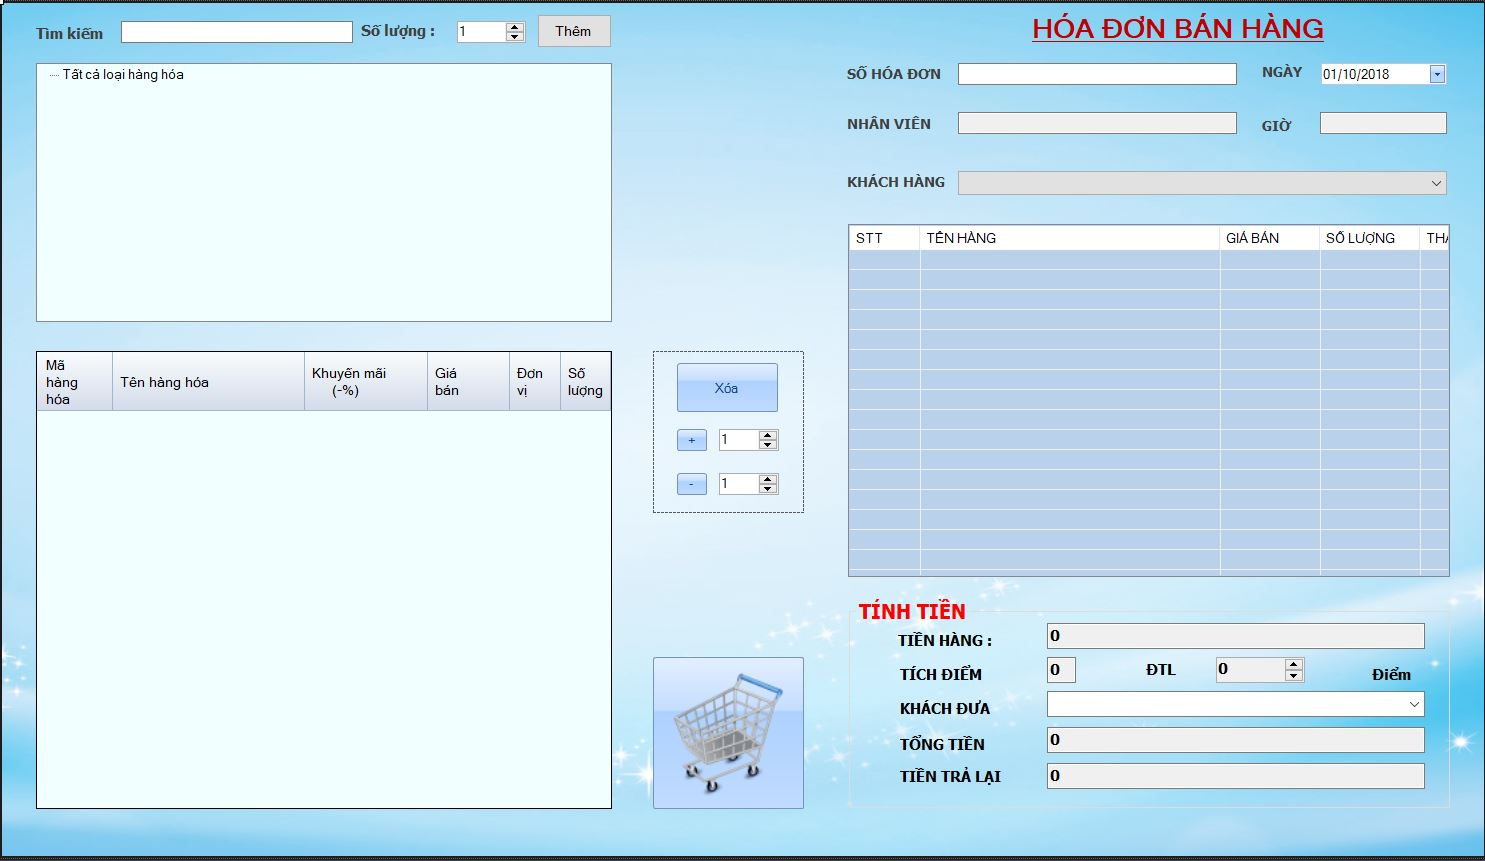 Tìm kiếm
Số lượng :
1
Thêm
Tất cả loại hàng hóa
Mã hàng hóa
Tên hàng hóa
Khuyến mãi (-%)
Giá bán
Đơn vị
Số lượng
Xóa
+
1
-
1
HÓA ĐƠN BÁN HÀNG
SỐ HÓA ĐƠN
NGÀY
01/10/2018
NHÂN VIÊN
GIỜ
KHÁCH HÀNG
STT
TÊN HÀNG
GIÁ BÁN
SỐ LƯỢNG
THÀ
TÍNH TIỀN
TIỀN HÀNG :
0
TÍCH ĐIỂM
0
ĐTL
0
Điểm
KHÁCH ĐƯA
TỔNG TIỀN
0
TIỀN TRẢ LẠI
0